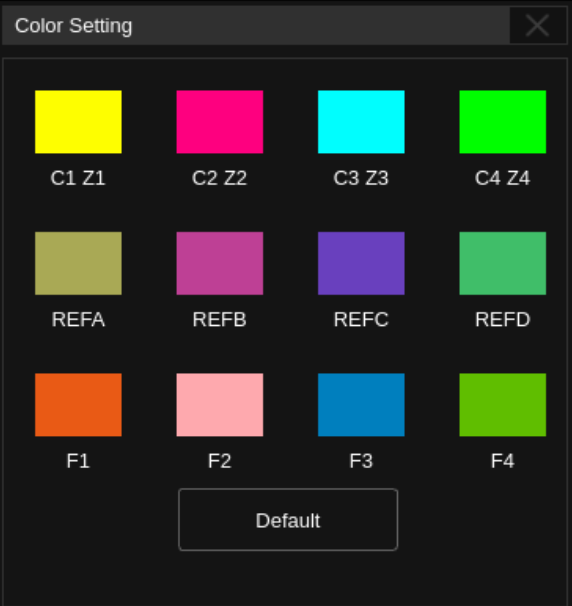 Color Setting
C1 Z1 C2 Z2 C3 Z3 C4 Z4
REFA REFB REFC REFD
F1 F2 F3 F4
Default